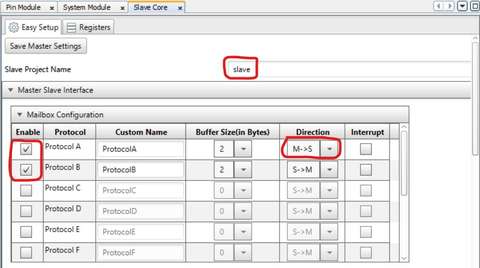 Pin Module × System Module × Slave Core ×
Easy Setup Registers
Save Master Settings
Slave Project Name slave
Master Slave Interface
Mailbox Configuration
Enable Protocol Custom Name Buffer Size(in Bytes) Direction Interrupt
Protocol A ProtocolA 2 M->S
Protocol B ProtocolB 2 S->M
Protocol C ProtocolC 0 S->M
Protocol D ProtocolD 0 S->M
Protocol E ProtocolE 0 S->M
Protocol F ProtocolF 0 S->M